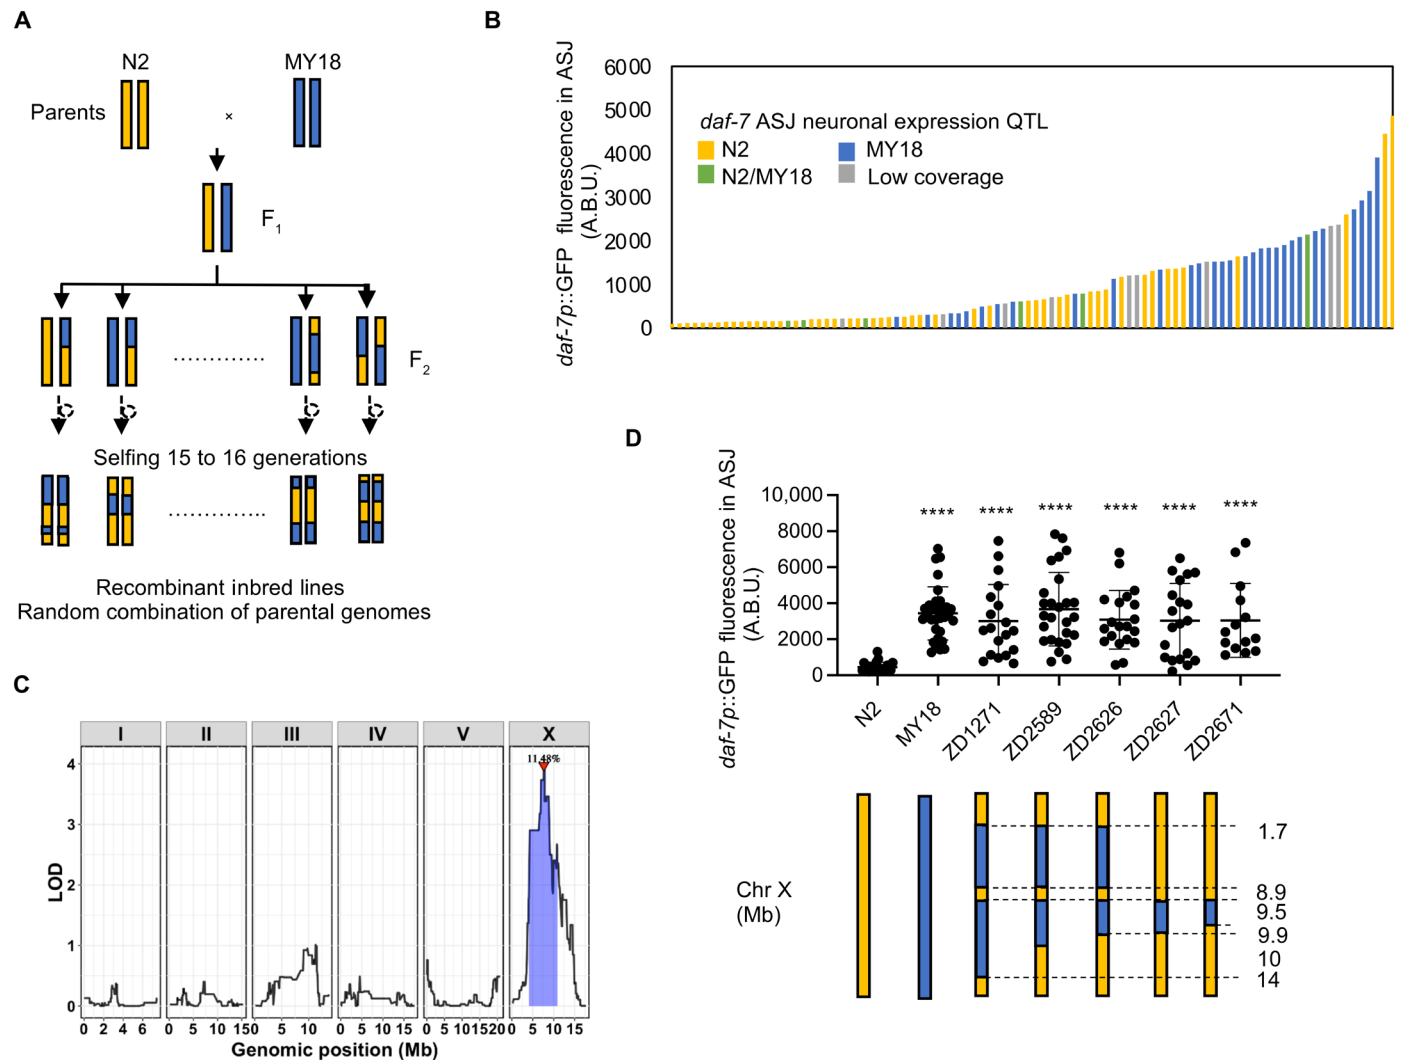 A
N2
MY18
Parents
×
F1
F2
Selfing 15 to 16 generations
Recombinant inbred lines
Random combination of parental genomes
B
daf-7p::GFP fluorescence in ASJ
(A.B.U.)
6000
5000
4000
3000
2000
1000
0
daf-7 ASJ neuronal expression QTL
N2
MY18
N2/MY18
Low coverage
C
I II III IV V X
11.48%
LOD
4
3
2
1
0
0 2 4 6 0 5 10 15 0 5 10 0 5 10 15 0 5 10 15 20 0 5 10 15
Genomic position (Mb)
D
daf-7p::GFP fluorescence in ASJ
(A.B.U.)
10,000
8000
6000
4000
2000
0
**** **** **** **** **** ****
N2
MY18
ZD1271
ZD2589
ZD2626
ZD2627
ZD2671
Chr X
(Mb)
1.7
8.9
9.5
9.9
10
14